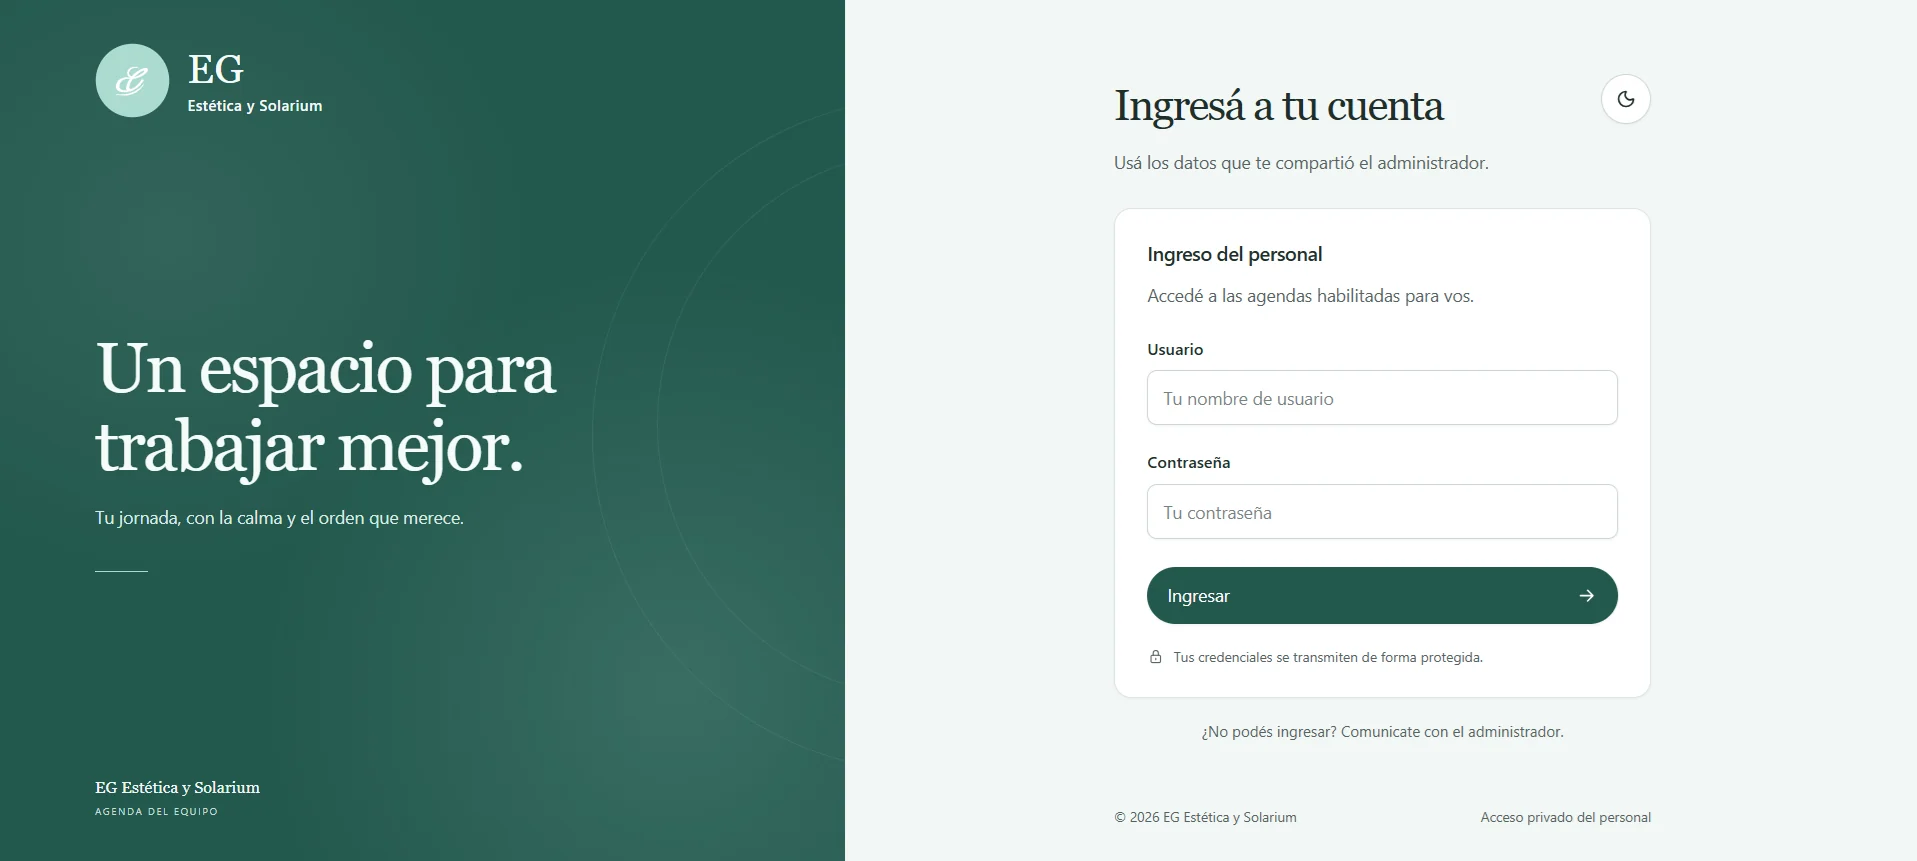 EG
Estética y Solarium
Un espacio para
trabajar mejor.
Tu jornada, con la calma y el orden que merece.
EG Estética y Solarium
AGENDA DEL EQUIPO
Ingresá a tu cuenta
Usá los datos que te compartió el administrador.
Ingreso del personal
Accedé a las agendas habilitadas para vos.
Usuario
Tu nombre de usuario
Contraseña
Tu contraseña
Ingresar
Tus credenciales se transmiten de forma protegida.
¿No podés ingresar? Comunicate con el administrador.
© 2026 EG Estética y Solarium
Acceso privado del personal